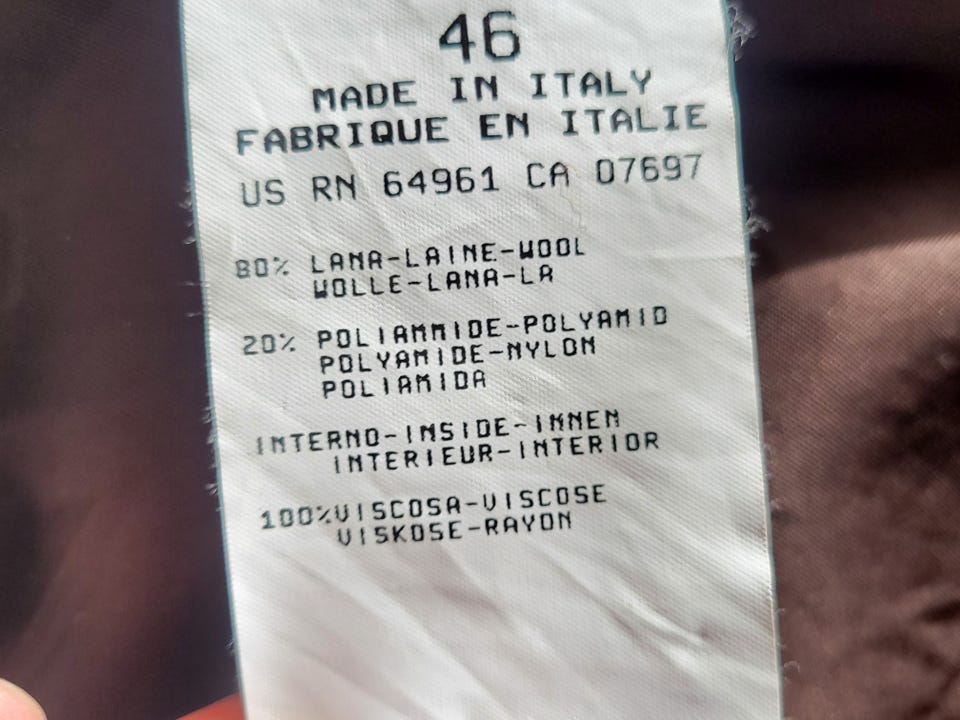 46
MADE IN ITALY
FABRIQUE EN ITALIE
US RN 64961 CA 07697
80% LANA-LAINE-WOOL
WOLLE-LANA-LA
20% POLIAMMIDE-POLYAMID
POLYAMIDE-NYLON
POLIAMIDA
INTERNO-INSIDE-INNEN
INTERIEUR-INTERIOR
100%VISCOSA-VISCOSE
VISKOSE-RAYON